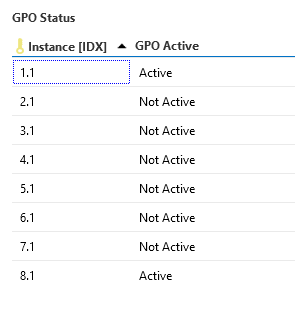 GPO Status
Instance [IDX] GPO Active
1.1 Active
2.1 Not Active
3.1 Not Active
4.1 Not Active
5.1 Not Active
6.1 Not Active
7.1 Not Active
8.1 Active